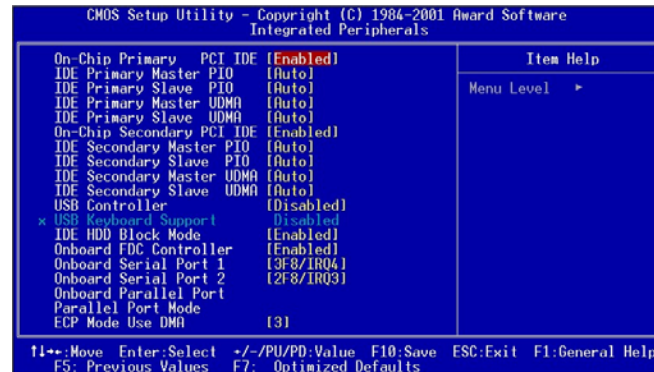 CMOS Setup Utility - Copyright (C) 1984-2001 Award Software
Integrated Peripherals
On-Chip Primary PCI IDE [Enabled]
IDE Primary Master PIO [Auto]
IDE Primary Slave PIO [Auto]
IDE Primary Master UDMA [Auto]
IDE Primary Slave UDMA [Auto]
On-Chip Secondary PCI IDE [Enabled]
IDE Secondary Master PIO [Auto]
IDE Secondary Slave PIO [Auto]
IDE Secondary Master UDMA [Auto]
IDE Secondary Slave UDMA [Auto]
USB Controller [Disabled]
x USB Keyboard Support Disabled
IDE HDD Block Mode [Enabled]
Onboard FDC Controller [Enabled]
Onboard Serial Port 1 [3F8/IRQ4]
Onboard Serial Port 2 [2F8/IRQ3]
Onboard Parallel Port
Parallel Port Mode
ECP Mode Use DMA [3]
Item Help
Menu Level ►
↑↓→←:Move Enter:Select +/-/PU/PD:Value F10:Save ESC:Exit F1:General Help
F5: Previous Values F7: Optimized Defaults